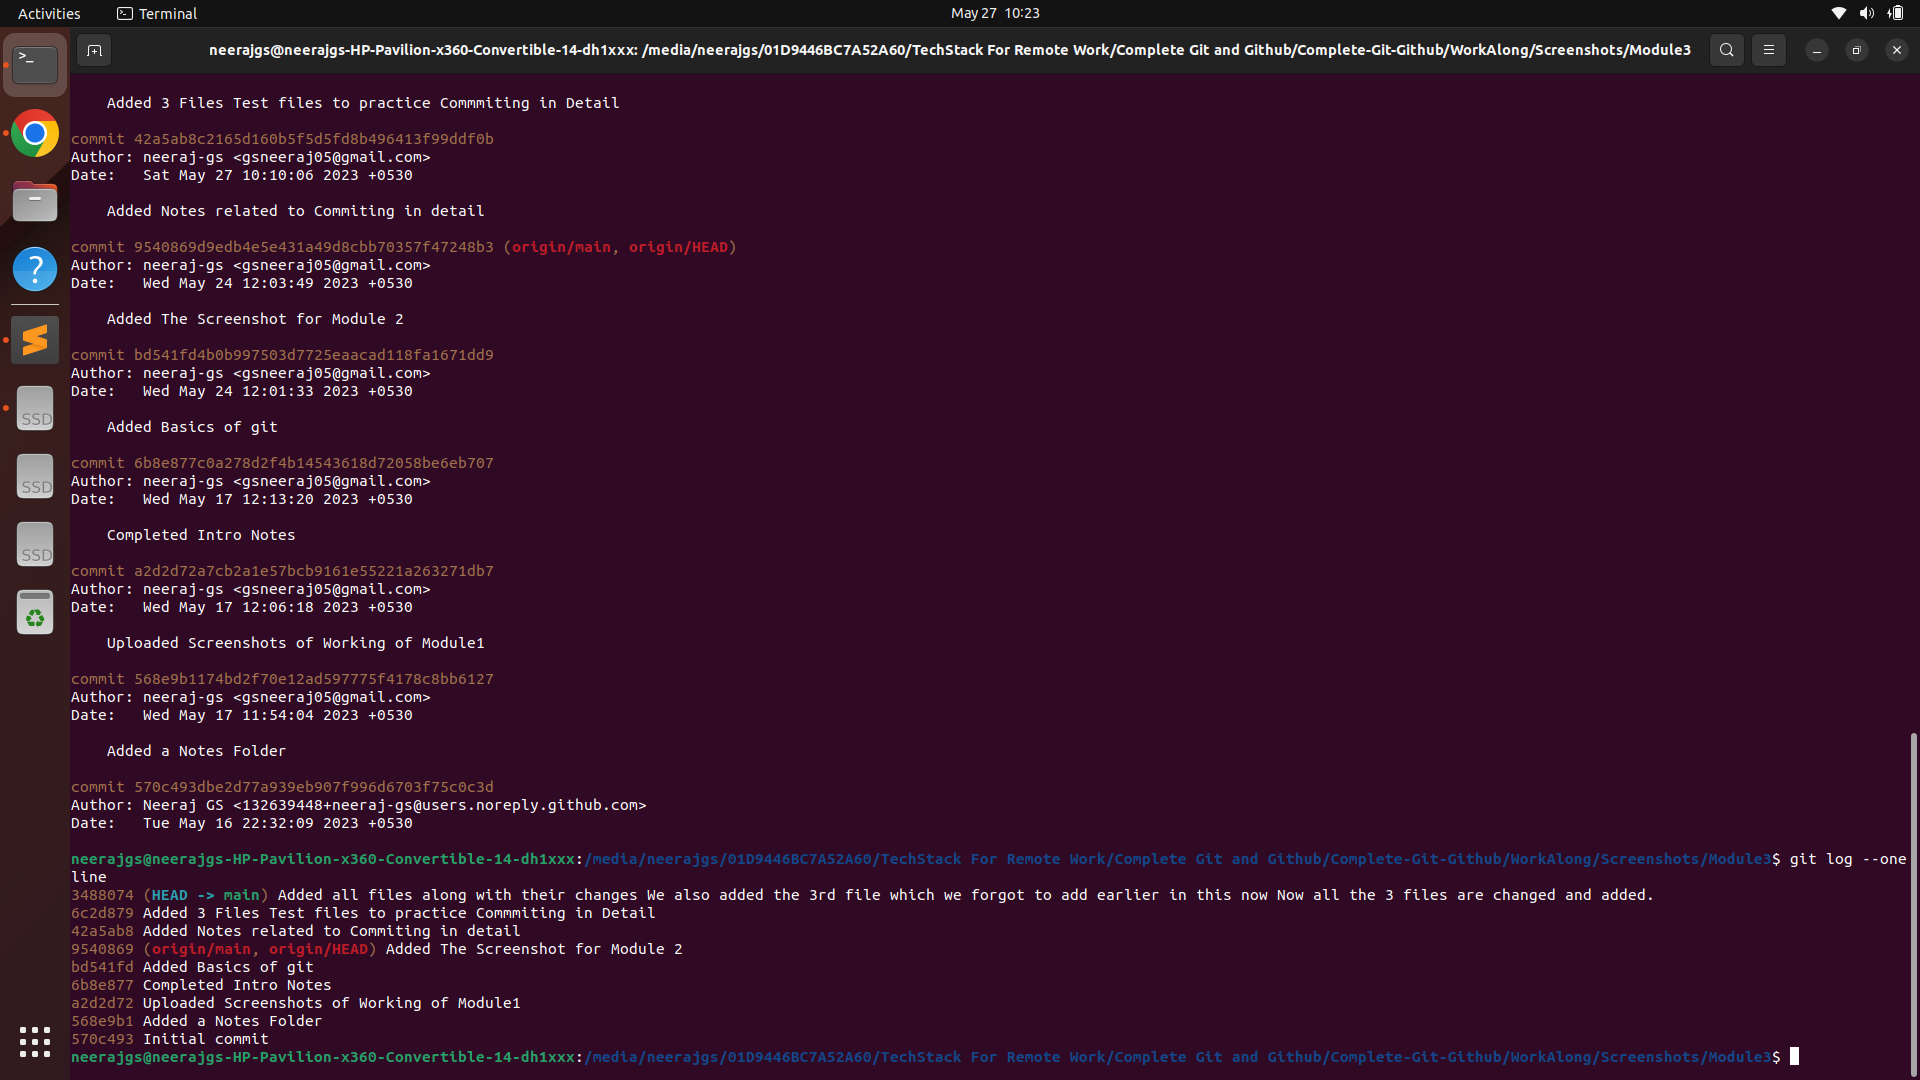 Activities
Terminal
May 27 10:23
neerajgs@neerajgs-HP-Pavilion-x360-Convertible-14-dh1xxx: /media/neerajgs/01D9446BC7A52A60/TechStack For Remote Work/Complete Git and Github/Complete-Git-Github/WorkAlong/Screenshots/Module3
Added 3 Files Test files to practice Commmiting in Detail
commit 42a5ab8c2165d160b5f5d5fd8b496413f99ddf0b
Author: neeraj-gs <gsneeraj05@gmail.com>
Date:   Sat May 27 10:10:06 2023 +0530
Added Notes related to Commiting in detail
commit 9540869d9edb4e5e431a49d8cbb70357f47248b3 (origin/main, origin/HEAD)
Author: neeraj-gs <gsneeraj05@gmail.com>
Date:   Wed May 24 12:03:49 2023 +0530
Added The Screenshot for Module 2
commit bd541fd4b0b997503d7725eaacad118fa1671dd9
Author: neeraj-gs <gsneeraj05@gmail.com>
Date:   Wed May 24 12:01:33 2023 +0530
Added Basics of git
commit 6b8e877c0a278d2f4b14543618d72058be6eb707
Author: neeraj-gs <gsneeraj05@gmail.com>
Date:   Wed May 17 12:13:20 2023 +0530
Completed Intro Notes
commit a2d2d72a7cb2a1e57bcb9161e55221a263271db7
Author: neeraj-gs <gsneeraj05@gmail.com>
Date:   Wed May 17 12:06:18 2023 +0530
Uploaded Screenshots of Working of Module1
commit 568e9b1174bd2f70e12ad597775f4178c8bb6127
Author: neeraj-gs <gsneeraj05@gmail.com>
Date:   Wed May 17 11:54:04 2023 +0530
Added a Notes Folder
commit 570c493dbe2d77a939eb907f996d6703f75c0c3d
Author: Neeraj GS <132639448+neeraj-gs@users.noreply.github.com>
Date:   Tue May 16 22:32:09 2023 +0530
neerajgs@neerajgs-HP-Pavilion-x360-Convertible-14-dh1xxx:/media/neerajgs/01D9446BC7A52A60/TechStack For Remote Work/Complete Git and Github/Complete-Git-Github/WorkAlong/Screenshots/Module3$ git log --one
line
3488074 (HEAD -> main) Added all files along with their changes We also added the 3rd file which we forgot to add earlier in this now Now all the 3 files are changed and added.
6c2d879 Added 3 Files Test files to practice Commmiting in Detail
42a5ab8 Added Notes related to Commiting in detail
9540869 (origin/main, origin/HEAD) Added The Screenshot for Module 2
bd541fd Added Basics of git
6b8e877 Completed Intro Notes
a2d2d72 Uploaded Screenshots of Working of Module1
568e9b1 Added a Notes Folder
570c493 Initial commit
neerajgs@neerajgs-HP-Pavilion-x360-Convertible-14-dh1xxx:/media/neerajgs/01D9446BC7A52A60/TechStack For Remote Work/Complete Git and Github/Complete-Git-Github/WorkAlong/Screenshots/Module3$
SSD
SSD
SSD